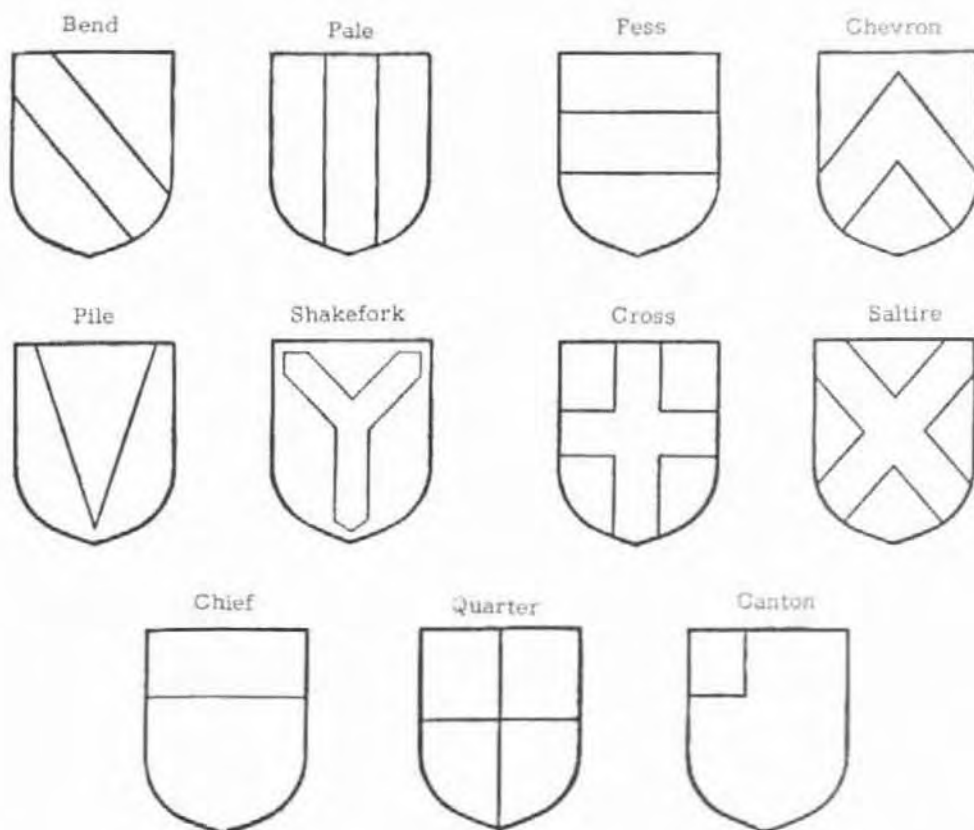 Bend
Pale
Fess
Chevron
Pile
Shakefork
Cross
Saltire
Chief
Quarter
Canton